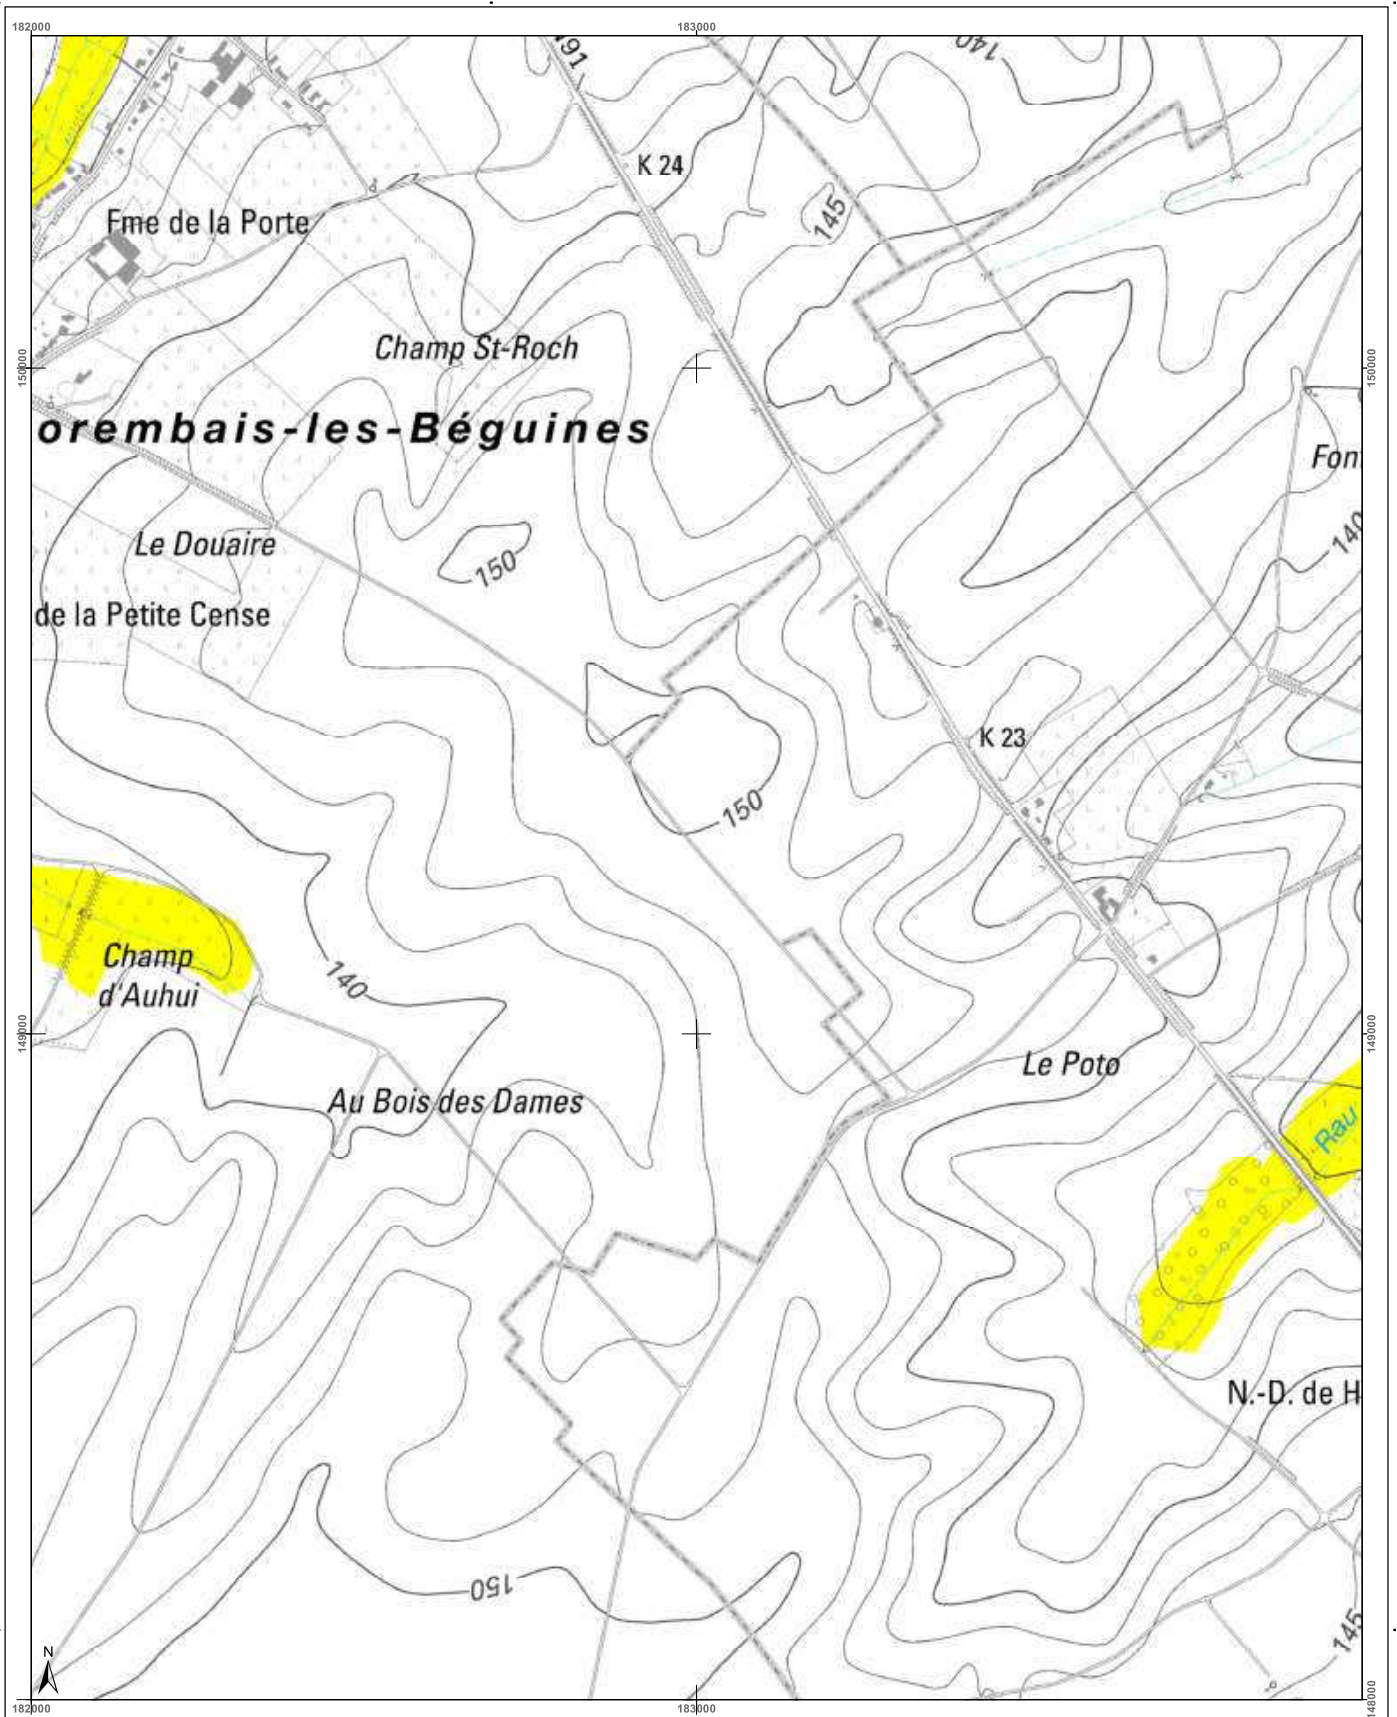 182000
183000
N91
140
K 24
Fme de la Porte
145
Champ St-Roch
150000
150000
orembais-les-Béguines
Fon
Le Douaire
140
150
de la Petite Cense
K 23
150
Champ
d'Auhui
140
149000
149000
Le Poto
Au Bois des Dames
Rau
N.-D. de H
150
145
N
182000
183000
148000